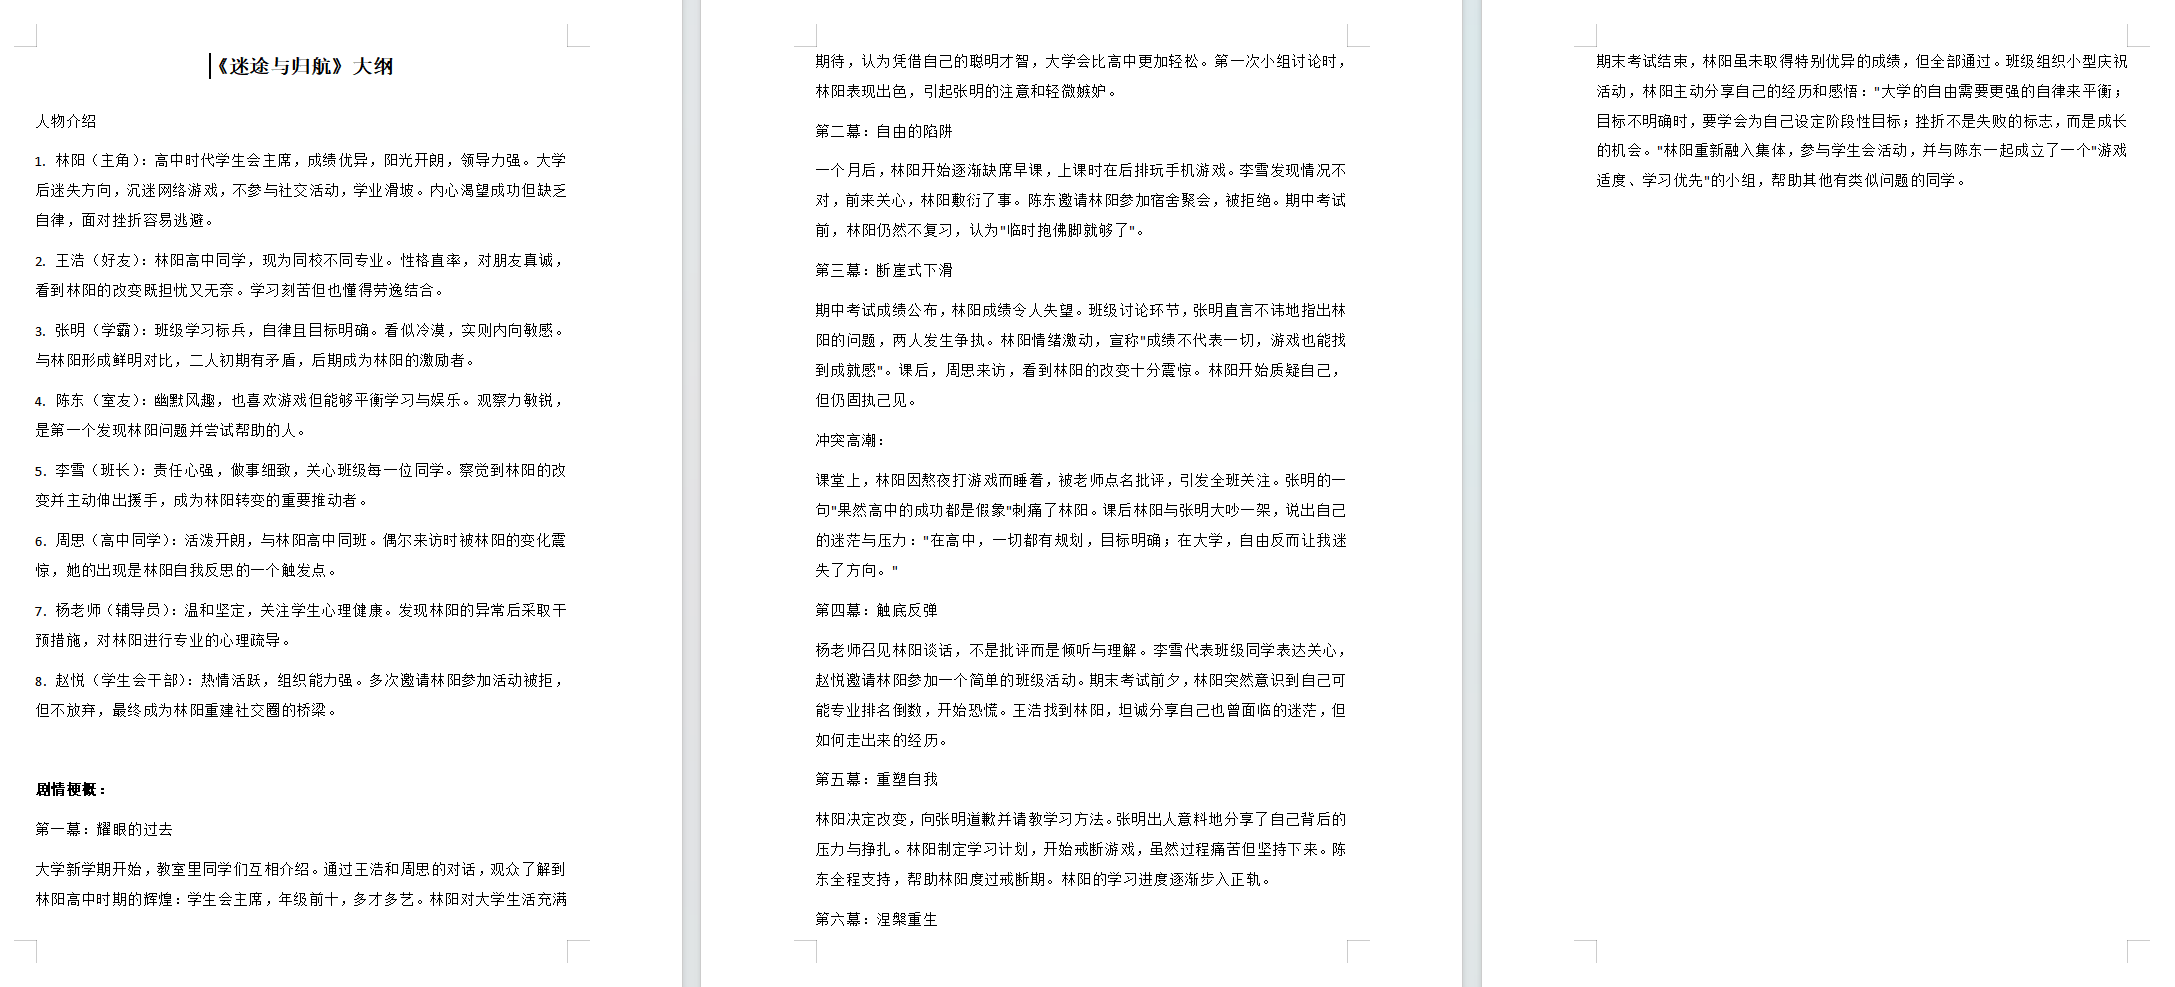 《迷途与归航》大纲
人物介绍
1. 林阳（主角）：高中时代学生会主席，成绩优异，阳光开朗，领导力强。大学
后迷失方向，沉迷网络游戏，不参与社交活动，学业滑坡。内心渴望成功但缺乏
自律，面对挫折容易逃避。
2. 王浩（好友）：林阳高中同学，现为同校不同专业。性格直率，对朋友真诚，
看到林阳的改变既担忧又无奈。学习刻苦但也懂得劳逸结合。
3. 张明（学霸）：班级学习标兵，自律且目标明确。看似冷漠，实则内向敏感。
与林阳形成鲜明对比，二人初期有矛盾，后期成为林阳的激励者。
4. 陈东（室友）：幽默风趣，也喜欢游戏但能够平衡学习与娱乐。观察力敏锐，
是第一个发现林阳问题并尝试帮助的人。
5. 李雪（班长）：责任心强，做事细致，关心班级每一位同学。察觉到林阳的改
变并主动伸出援手，成为林阳转变的重要推动者。
6. 周思（高中同学）：活泼开朗，与林阳高中同班。偶尔来访时被林阳的变化震
惊，她的出现是林阳自我反思的一个触发点。
7. 杨老师（辅导员）：温和坚定，关注学生心理健康。发现林阳的异常后采取干
预措施，对林阳进行专业的心理疏导。
8. 赵悦（学生会干部）：热情活跃，组织能力强。多次邀请林阳参加活动被拒，
但不放弃，最终成为林阳重建社交圈的桥梁。
剧情梗概：
第一幕：耀眼的过去
大学新学期开始，教室里同学们互相介绍。通过王浩和周思的对话，观众了解到
林阳高中时期的辉煌：学生会主席，年级前十，多才多艺。林阳对大学生活充满
期待，认为凭借自己的聪明才智，大学会比高中更加轻松。第一次小组讨论时，
林阳表现出色，引起张明的注意和轻微嫉妒。
第二幕：自由的陷阱
一个月后，林阳开始逐渐缺席早课，上课时在后排玩手机游戏。李雪发现情况不
对，前来关心，林阳敷衍了事。陈东邀请林阳参加宿舍聚会，被拒绝。期中考试
前，林阳仍然不复习，认为"临时抱佛脚就够了"。
第三幕：断崖式下滑
期中考试成绩公布，林阳成绩令人失望。班级讨论环节，张明直言不讳地指出林
阳的问题，两人发生争执。林阳情绪激动，宣称"成绩不代表一切，游戏也能找
到成就感"。课后，周思来访，看到林阳的改变十分震惊。林阳开始质疑自己，
但仍固执己见。
冲突高潮：
课堂上，林阳因熬夜打游戏而睡着，被老师点名批评，引发全班关注。张明的一
句"果然高中的成功都是假象"刺痛了林阳。课后林阳与张明大吵一架，说出自己
的迷茫与压力："在高中，一切都有规划，目标明确；在大学，自由反而让我迷
失了方向。"
第四幕：触底反弹
杨老师召见林阳谈话，不是批评而是倾听与理解。李雪代表班级同学表达关心，
赵悦邀请林阳参加一个简单的班级活动。期末考试前夕，林阳突然意识到自己可
能专业排名倒数，开始恐慌。王浩找到林阳，坦诚分享自己也曾面临的迷茫，但
如何走出来的经历。
第五幕：重塑自我
林阳决定改变，向张明道歉并请教学习方法。张明出人意料地分享了自己背后的
压力与挣扎。林阳制定学习计划，开始戒断游戏，虽然过程痛苦但坚持下来。陈
东全程支持，帮助林阳度过戒断期。林阳的学习进度逐渐步入正轨。
第六幕：涅槃重生
期末考试结束，林阳虽未取得特别优异的成绩，但全部通过。班级组织小型庆祝
活动，林阳主动分享自己的经历和感悟："大学的自由需要更强的自律来平衡；
目标不明确时，要学会为自己设定阶段性目标；挫折不是失败的标志，而是成长
的机会。"林阳重新融入集体，参与学生会活动，并与陈东一起成立了一个"游戏
适度、学习优先"的小组，帮助其他有类似问题的同学。